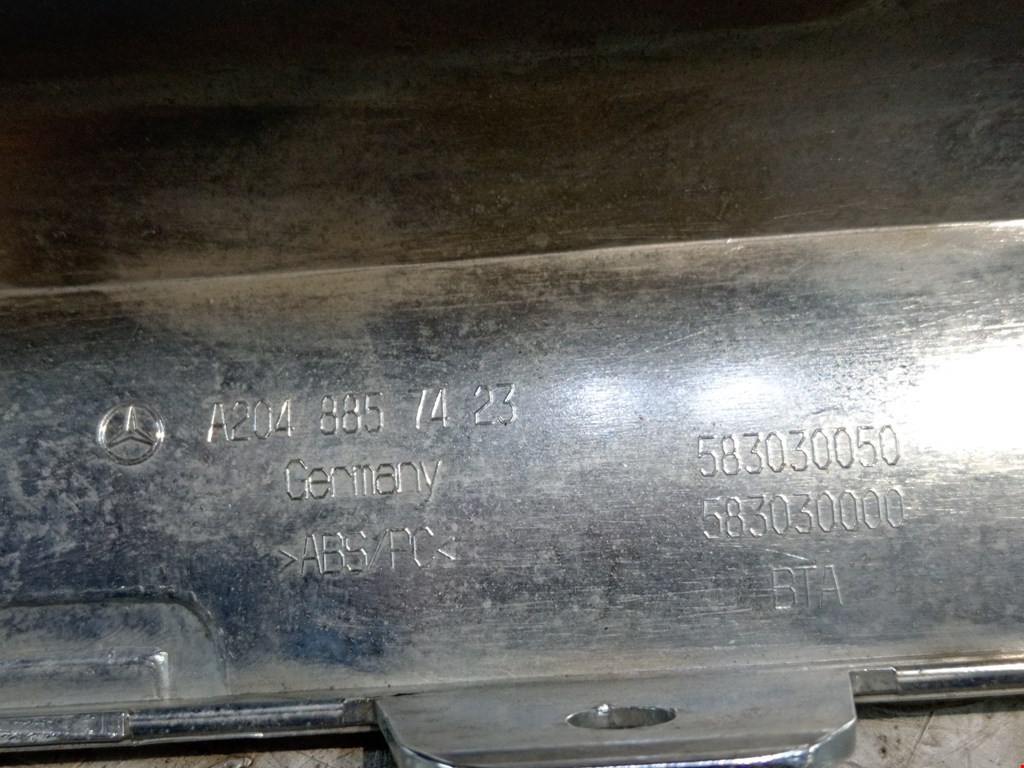 A204 885 74 23
Germany
>ABS/PC<
583030050
583030000
BTA